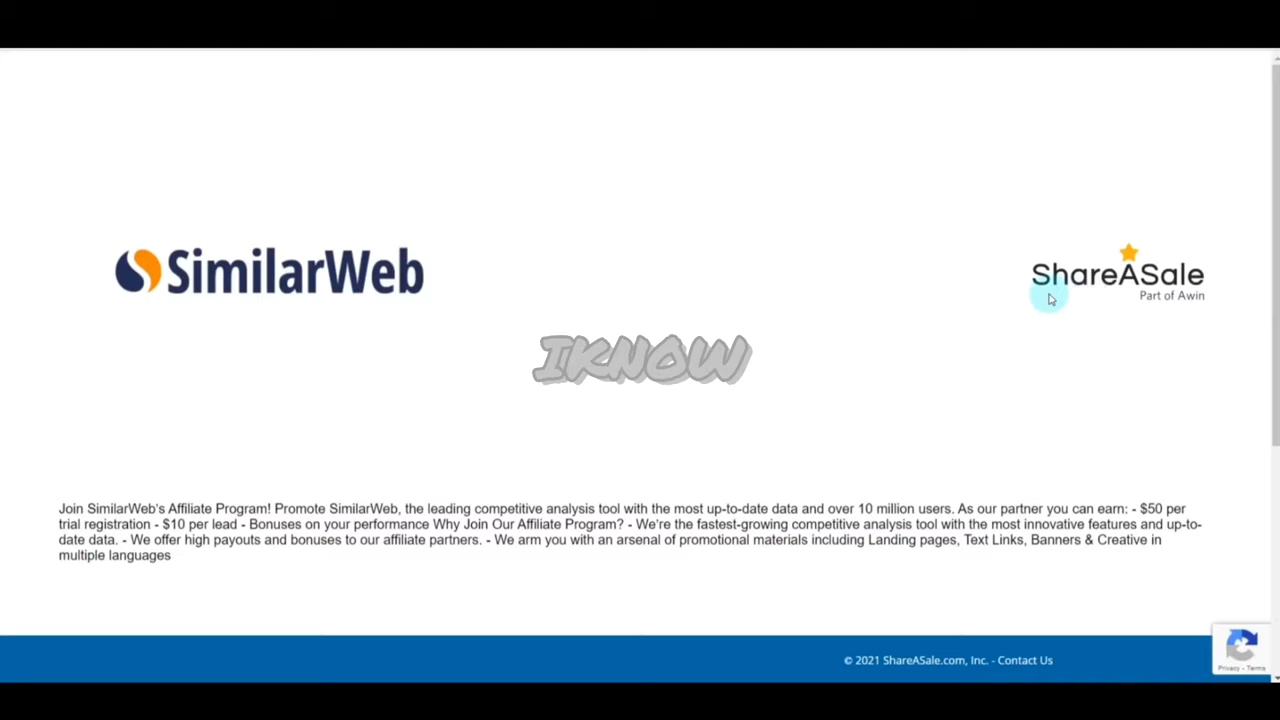 SimilarWeb
ShareASale
Part of Awin
IKNOW
Join SimilarWeb's Affiliate Program! Promote SimilarWeb, the leading competitive analysis tool with the most up-to-date data and over 10 million users. As our partner you can earn: - $50 per
trial registration - $10 per lead - Bonuses on your performance Why Join Our Affiliate Program? - We're the fastest-growing competitive analysis tool with the most innovative features and up-to-
date data. - We offer high payouts and bonuses to our affiliate partners. - We arm you with an arsenal of promotional materials including Landing pages, Text Links, Banners & Creative in
multiple languages
© 2021 ShareASale.com, Inc. - Contact Us
Privacy - Terms